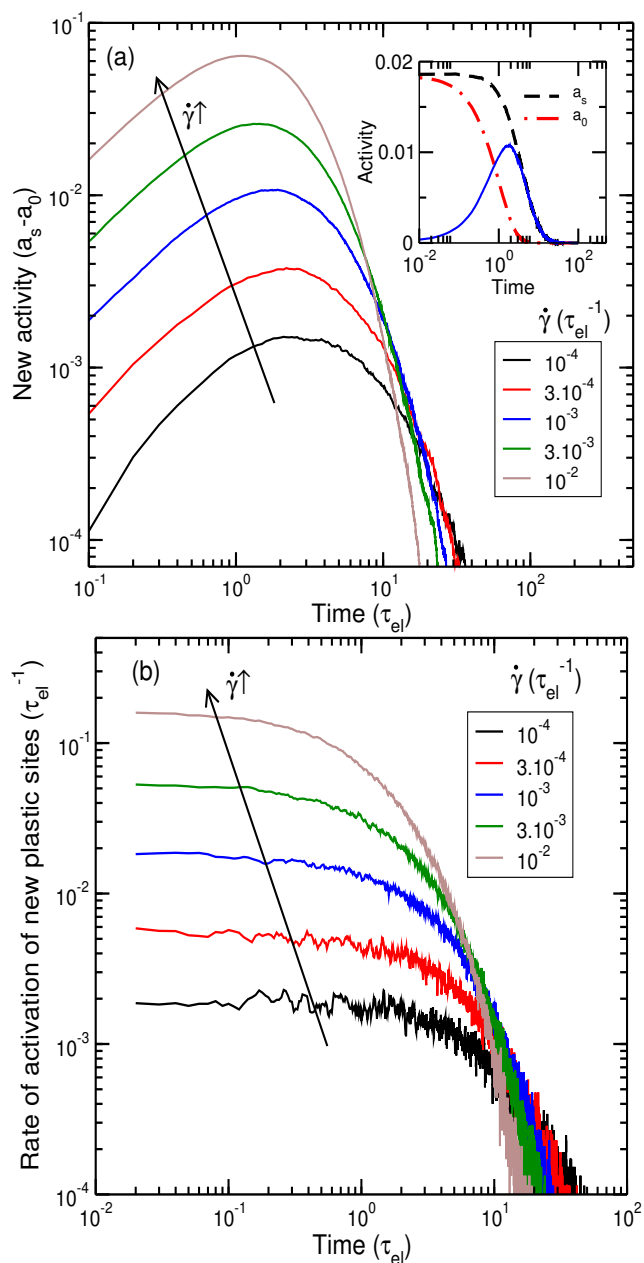 (a)
γ̇↑
New activity (a_s-a_0)
10^-1
10^-2
10^-3
10^-4
10^-1 10^0 10^1 10^2
Time (τ_el)
0.02
0.01
0
Activity
a_s
a_0
10^-2 10^0 10^2
Time
γ̇ (τ_el^-1)
10^-4
3.10^-4
10^-3
3.10^-3
10^-2
(b)
γ̇↑
Rate of activation of new plastic sites (τ_el^-1)
10^-1
10^-2
10^-3
10^-4
10^-2 10^-1 10^0 10^1 10^2
Time (τ_el)
γ̇ (τ_el^-1)
10^-4
3.10^-4
10^-3
3.10^-3
10^-2